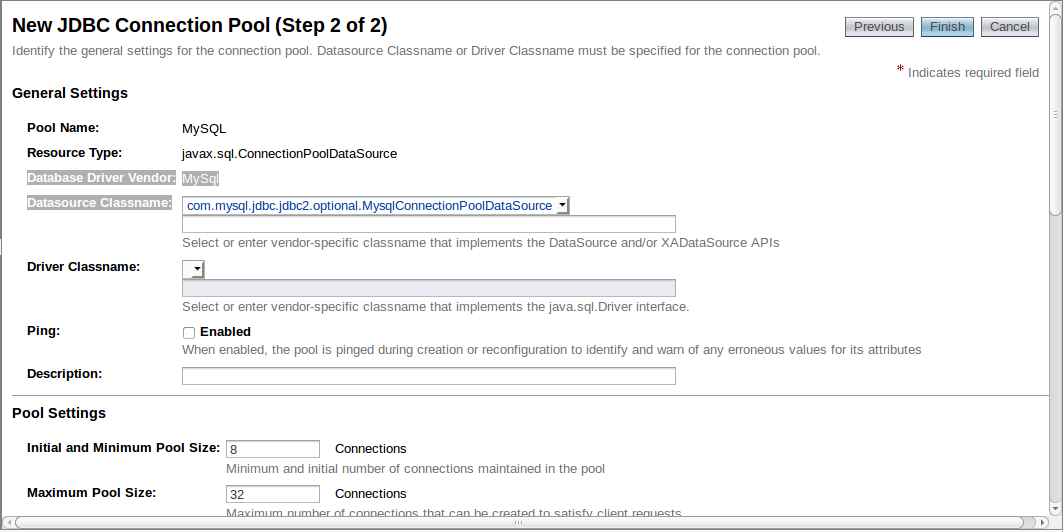 New JDBC Connection Pool (Step 2 of 2)
Previous Finish Cancel
Identify the general settings for the connection pool. Datasource Classname or Driver Classname must be specified for the connection pool.
* Indicates required field
General Settings
Pool Name: MySQL
Resource Type: javax.sql.ConnectionPoolDataSource
Database Driver Vendor: MySql
Datasource Classname: com.mysql.jdbc.jdbc2.optional.MysqlConnectionPoolDataSource
Select or enter vendor-specific classname that implements the DataSource and/or XADataSource APIs
Driver Classname:
Select or enter vendor-specific classname that implements the java.sql.Driver interface.
Ping: Enabled
When enabled, the pool is pinged during creation or reconfiguration to identify and warn of any erroneous values for its attributes
Description:
Pool Settings
Initial and Minimum Pool Size: 8 Connections
Minimum and initial number of connections maintained in the pool
Maximum Pool Size: 32 Connections
Maximum number of connections that can be created to satisfy client requests